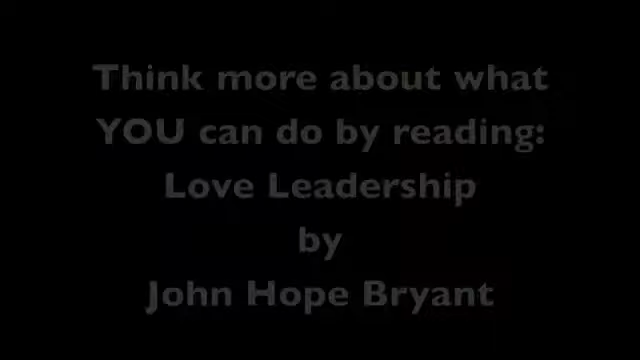 Think more about what
YOU can do by reading:
Love Leadership
by
John Hope Bryant